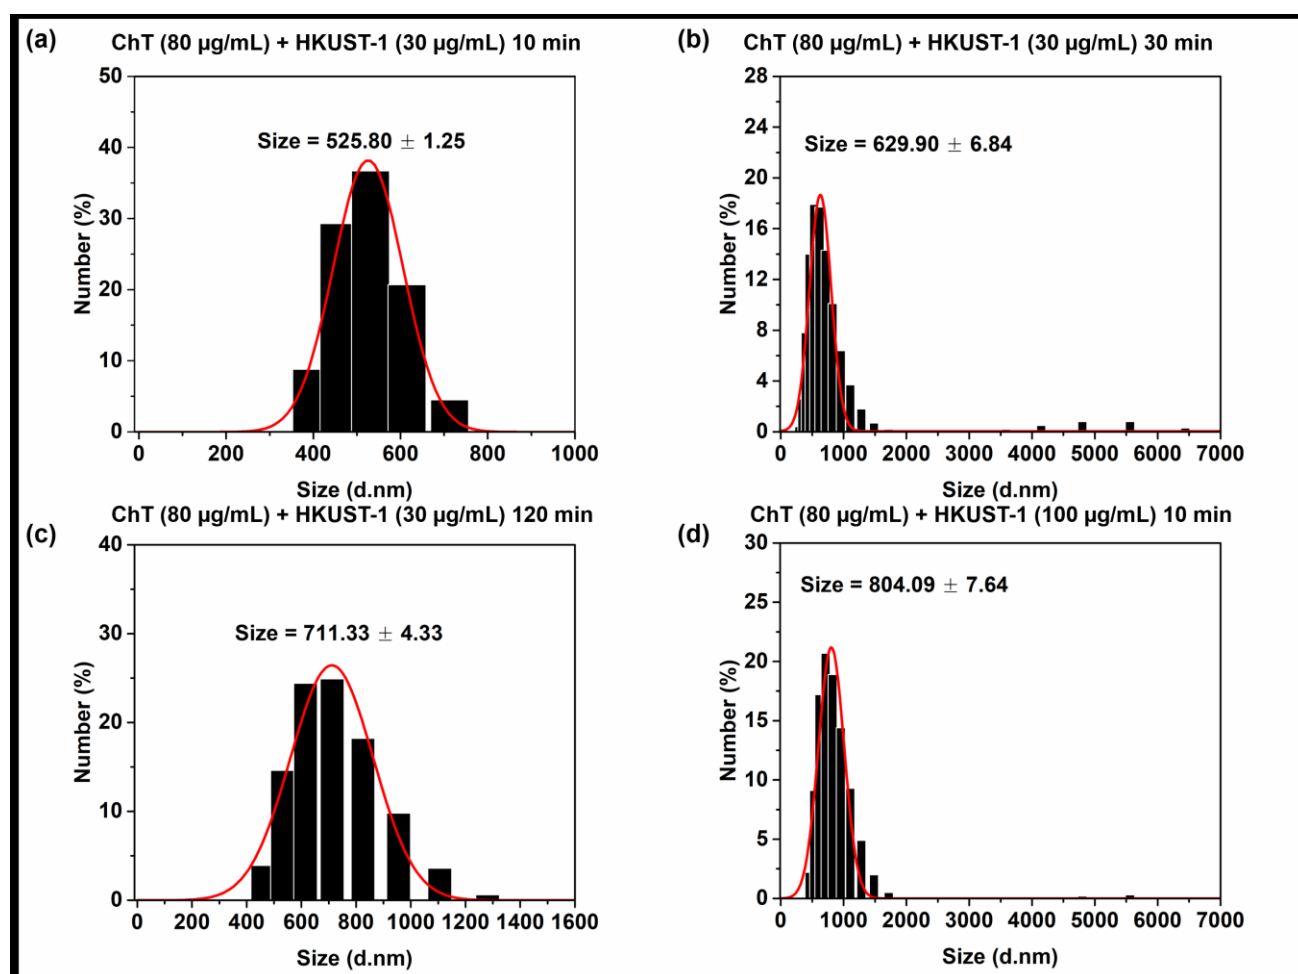 (a) ChT (80 μg/mL) + HKUST-1 (30 μg/mL) 10 min
50
40
30
20
10
0
Number (%)
Size = 525.80 ± 1.25
0 200 400 600 800 1000
Size (d.nm)
(b) ChT (80 μg/mL) + HKUST-1 (30 μg/mL) 30 min
28
24
20
16
12
8
4
0
Number (%)
Size = 629.90 ± 6.84
0 1000 2000 3000 4000 5000 6000 7000
Size (d.nm)
(c) ChT (80 μg/mL) + HKUST-1 (30 μg/mL) 120 min
40
30
20
10
0
Number (%)
Size = 711.33 ± 4.33
0 200 400 600 800 1000 1200 1400 1600
Size (d.nm)
(d) ChT (80 μg/mL) + HKUST-1 (100 μg/mL) 10 min
30
25
20
15
10
5
0
Number (%)
Size = 804.09 ± 7.64
0 1000 2000 3000 4000 5000 6000 7000
Size (d.nm)